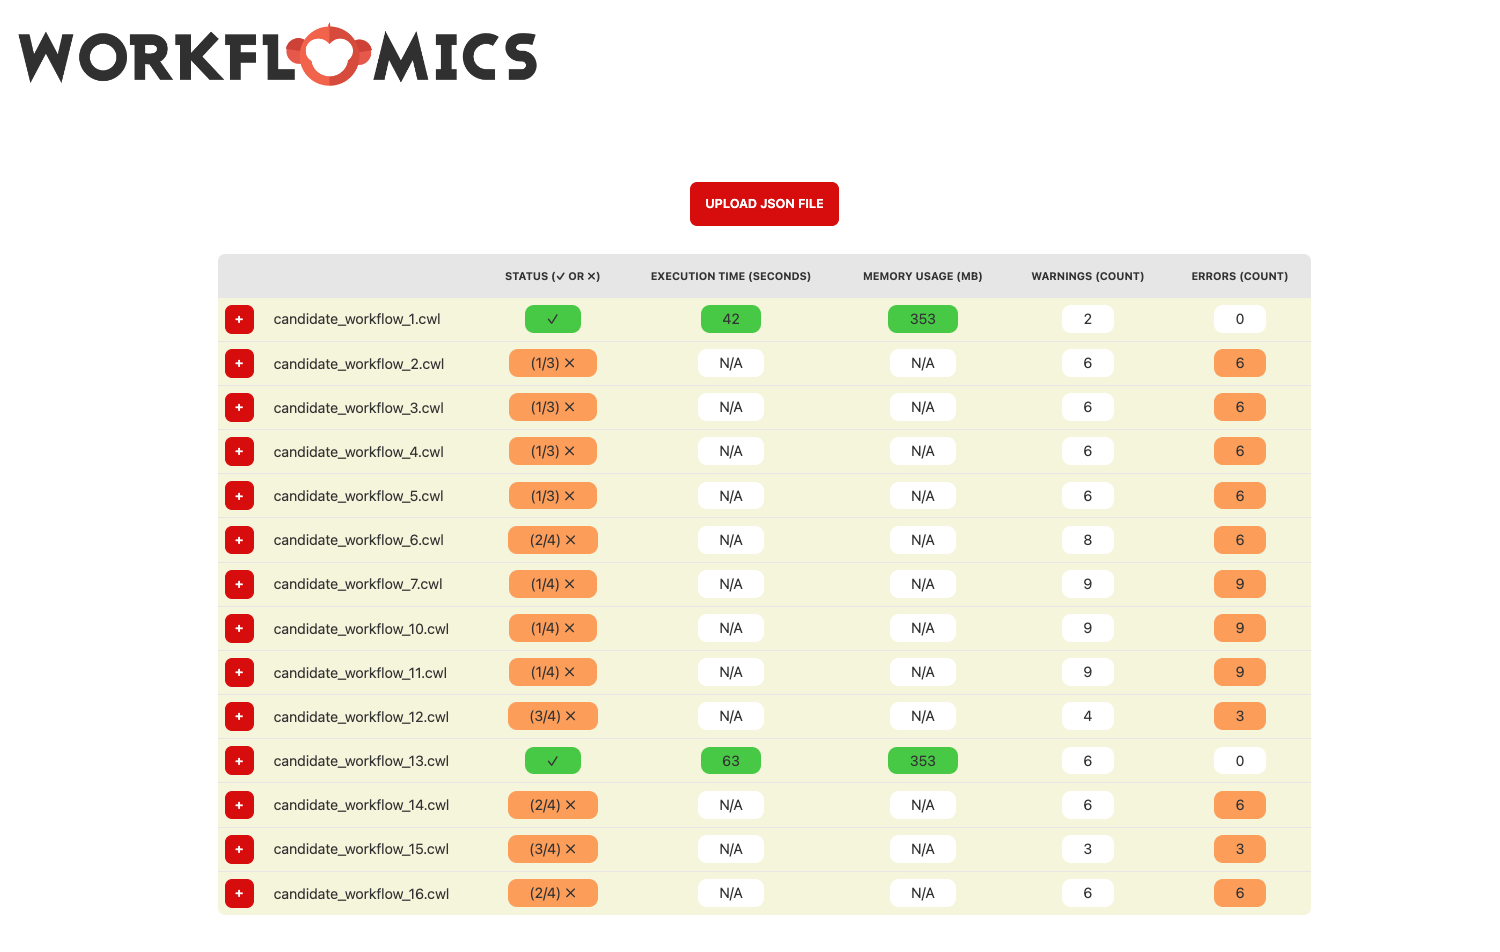 WORKFLOMICS
UPLOAD JSON FILE
STATUS (✓ OR ✕) EXECUTION TIME (SECONDS) MEMORY USAGE (MB) WARNINGS (COUNT) ERRORS (COUNT)
+ candidate_workflow_1.cwl ✓ 42 353 2 0
+ candidate_workflow_2.cwl (1/3) ✕ N/A N/A 6 6
+ candidate_workflow_3.cwl (1/3) ✕ N/A N/A 6 6
+ candidate_workflow_4.cwl (1/3) ✕ N/A N/A 6 6
+ candidate_workflow_5.cwl (1/3) ✕ N/A N/A 6 6
+ candidate_workflow_6.cwl (2/4) ✕ N/A N/A 8 6
+ candidate_workflow_7.cwl (1/4) ✕ N/A N/A 9 9
+ candidate_workflow_10.cwl (1/4) ✕ N/A N/A 9 9
+ candidate_workflow_11.cwl (1/4) ✕ N/A N/A 9 9
+ candidate_workflow_12.cwl (3/4) ✕ N/A N/A 4 3
+ candidate_workflow_13.cwl ✓ 63 353 6 0
+ candidate_workflow_14.cwl (2/4) ✕ N/A N/A 6 6
+ candidate_workflow_15.cwl (3/4) ✕ N/A N/A 3 3
+ candidate_workflow_16.cwl (2/4) ✕ N/A N/A 6 6